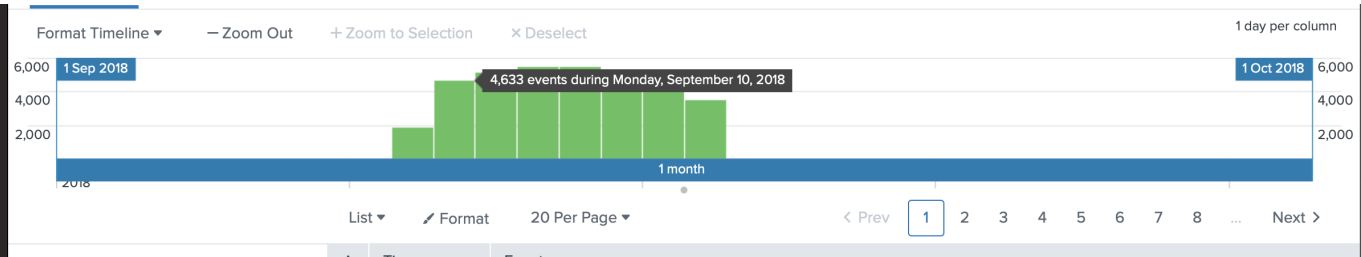 Format Timeline — Zoom Out + Zoom to Selection × Deselect 1 day per column
6,000 1 Sep 2018 1 Oct 2018 6,000
4,633 events during Monday, September 10, 2018
4,000 4,000
2,000 2,000
1 month
2018
List Format 20 Per Page < Prev 1 2 3 4 5 6 7 8 ... Next >